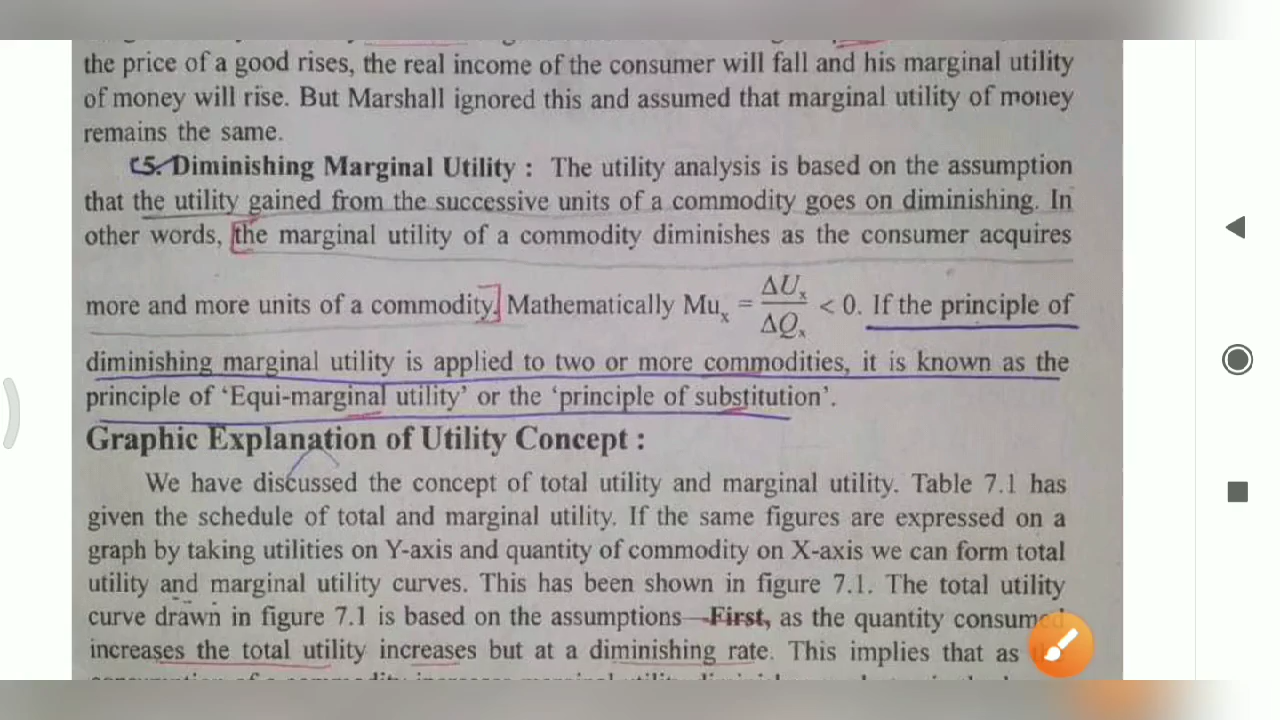 the price of a good rises, the real income of the consumer will fall and his marginal utility
of money will rise. But Marshall ignored this and assumed that marginal utility of money
remains the same.
5. Diminishing Marginal Utility : The utility analysis is based on the assumption
that the utility gained from the successive units of a commodity goes on diminishing. In
other words, the marginal utility of a commodity diminishes as the consumer acquires
more and more units of a commodity. Mathematically Muₓ = ΔUₓ/ΔQₓ < 0. If the principle of
diminishing marginal utility is applied to two or more commodities, it is known as the
principle of ‘Equi-marginal utility’ or the ‘principle of substitution’.
Graphic Explanation of Utility Concept :
We have discussed the concept of total utility and marginal utility. Table 7.1 has
given the schedule of total and marginal utility. If the same figures are expressed on a
graph by taking utilities on Y-axis and quantity of commodity on X-axis we can form total
utility and marginal utility curves. This has been shown in figure 7.1. The total utility
curve drawn in figure 7.1 is based on the assumptions—First, as the quantity consumed
increases the total utility increases but at a diminishing rate. This implies that as